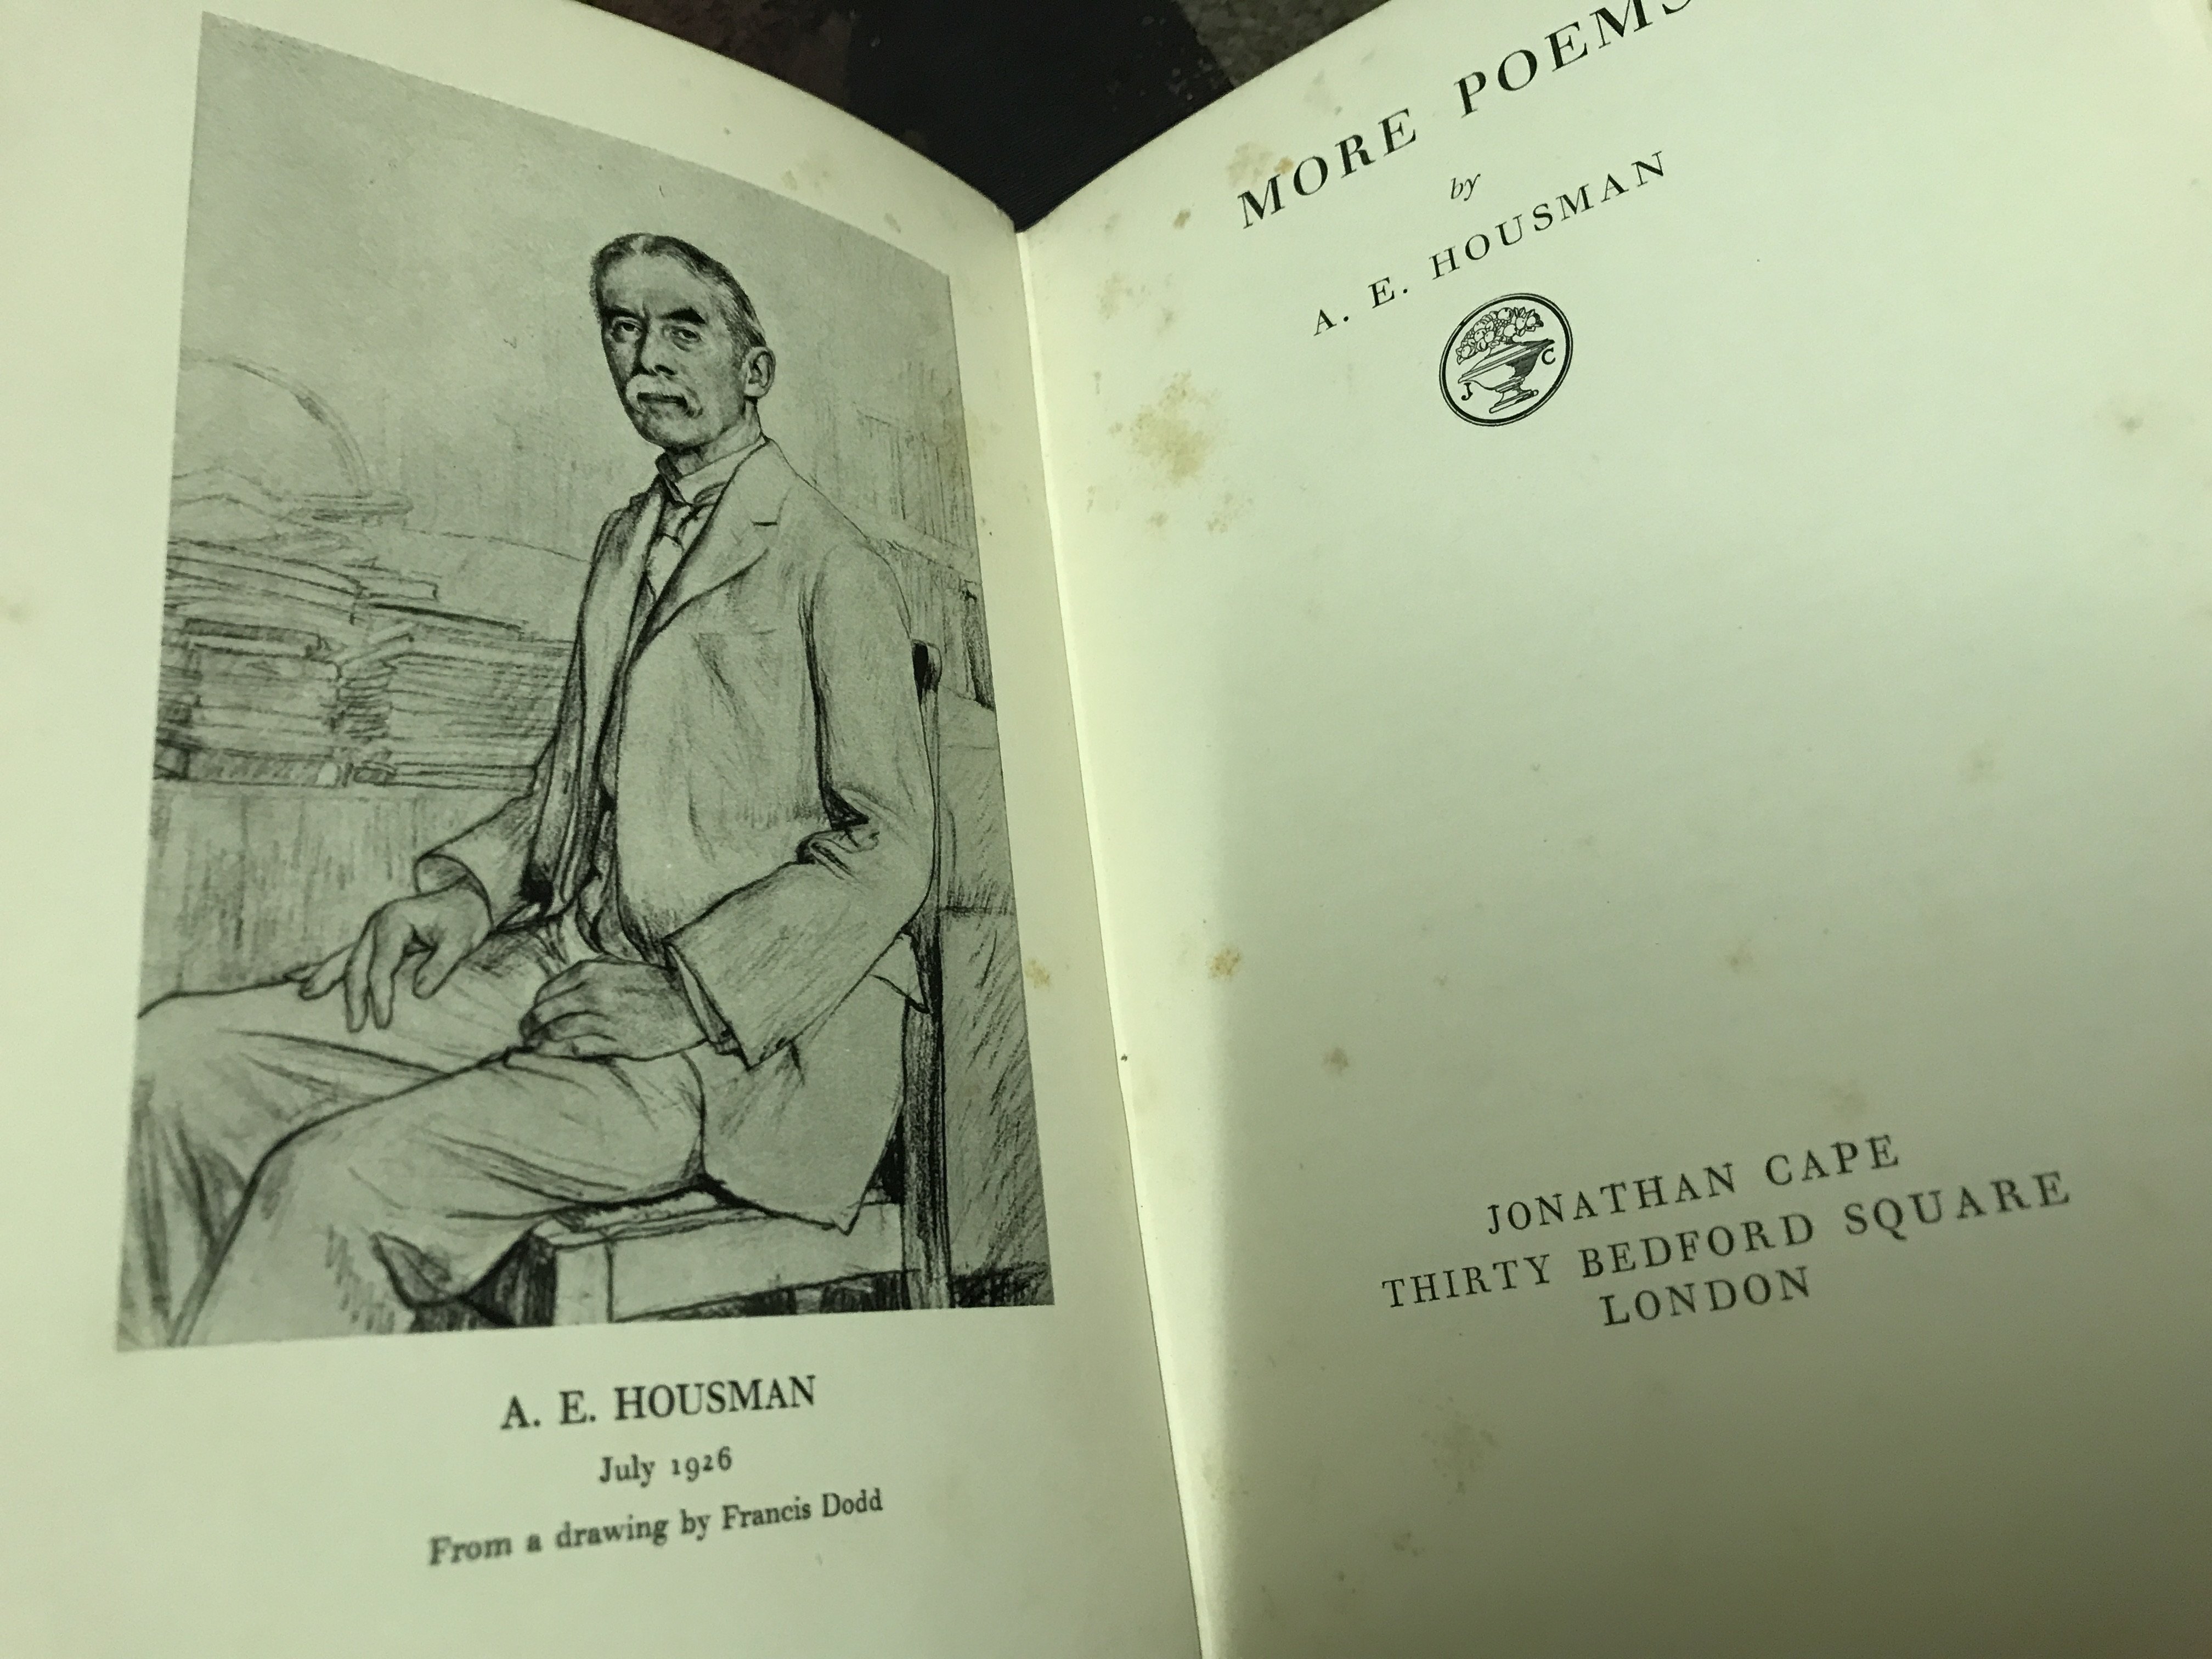 A. E. HOUSMAN
July 1926
From a drawing by Francis Dodd
MORE POEMS
by
A. E. HOUSMAN
J C
JONATHAN CAPE
THIRTY BEDFORD SQUARE
LONDON